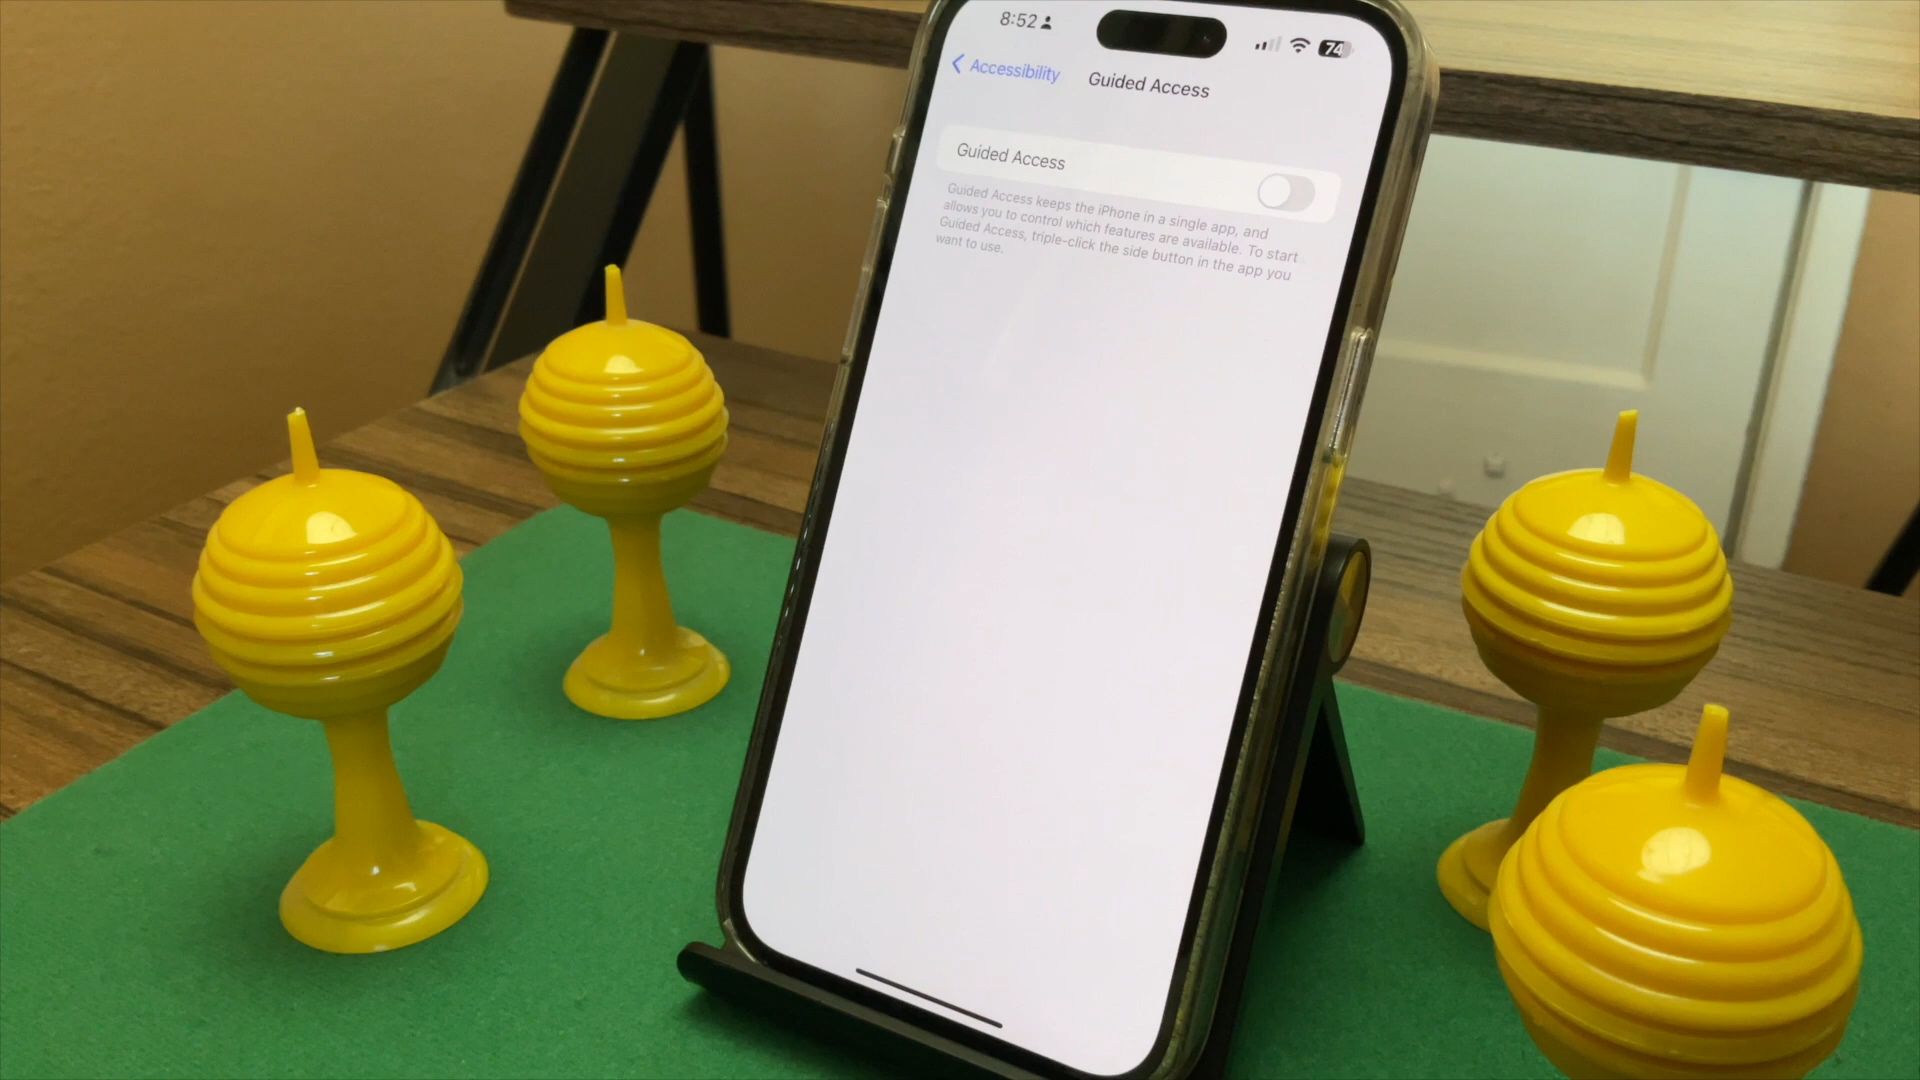 8:52
74
Accessibility
Guided Access
Guided Access
Guided Access keeps the iPhone in a single app, and
allows you to control which features are available. To start
Guided Access, triple-click the side button in the app you
want to use.